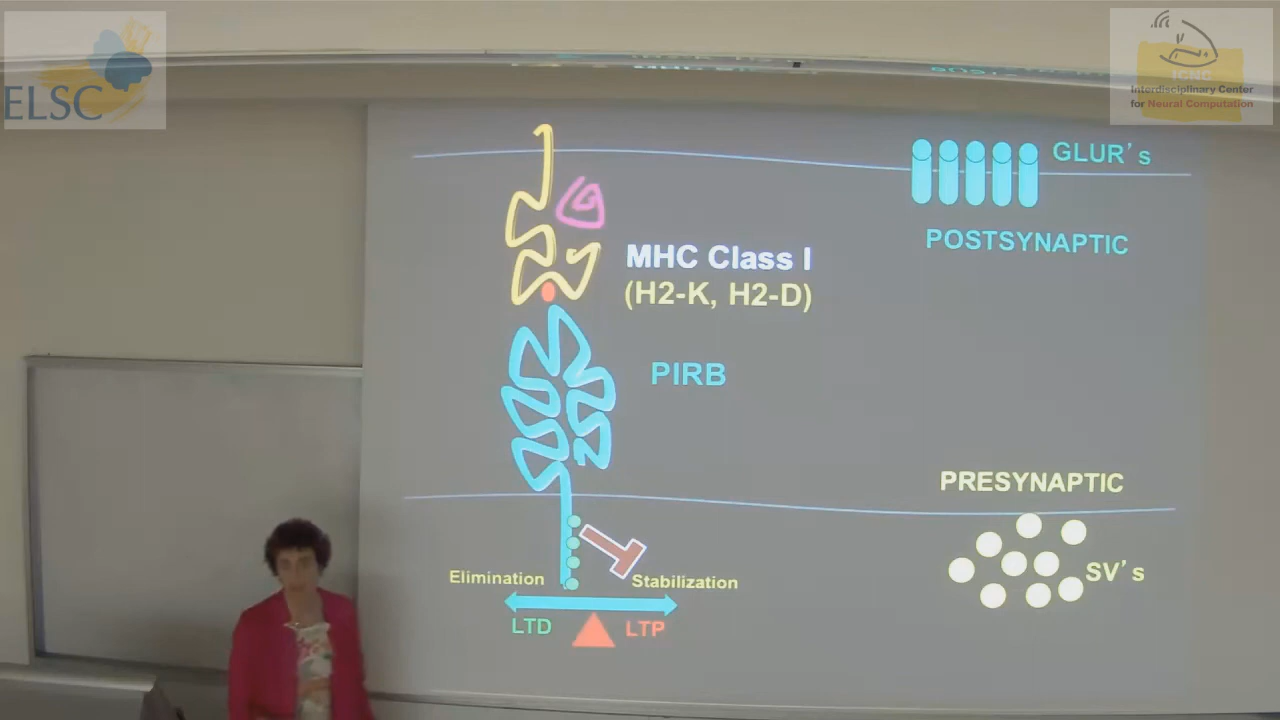 ELSC
ICNC
Interdisciplinary Center
for Neural Computation
GLUR's
POSTSYNAPTIC
MHC Class I
(H2-K, H2-D)
PIRB
PRESYNAPTIC
SV's
Elimination
Stabilization
LTD
LTP